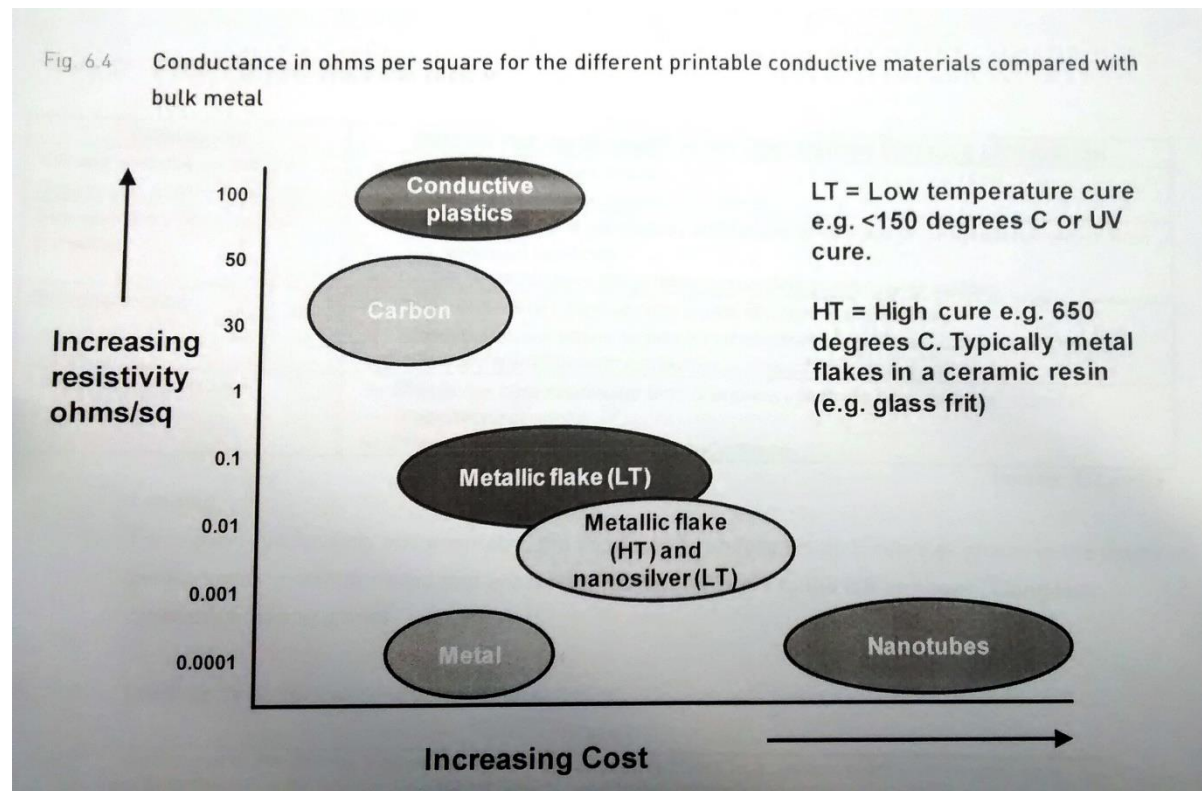 Fig. 6.4 Conductance in ohms per square for the different printable conductive materials compared with
bulk metal
100
50
30
1
0.1
0.01
0.001
0.0001
Increasing
resistivity
ohms/sq
Conductive
plastics
Carbon
Metallic flake (LT)
Metallic flake
(HT) and
nanosilver (LT)
Metal
Nanotubes
LT = Low temperature cure
e.g. <150 degrees C or UV
cure.
HT = High cure e.g. 650
degrees C. Typically metal
flakes in a ceramic resin
(e.g. glass frit)
Increasing Cost